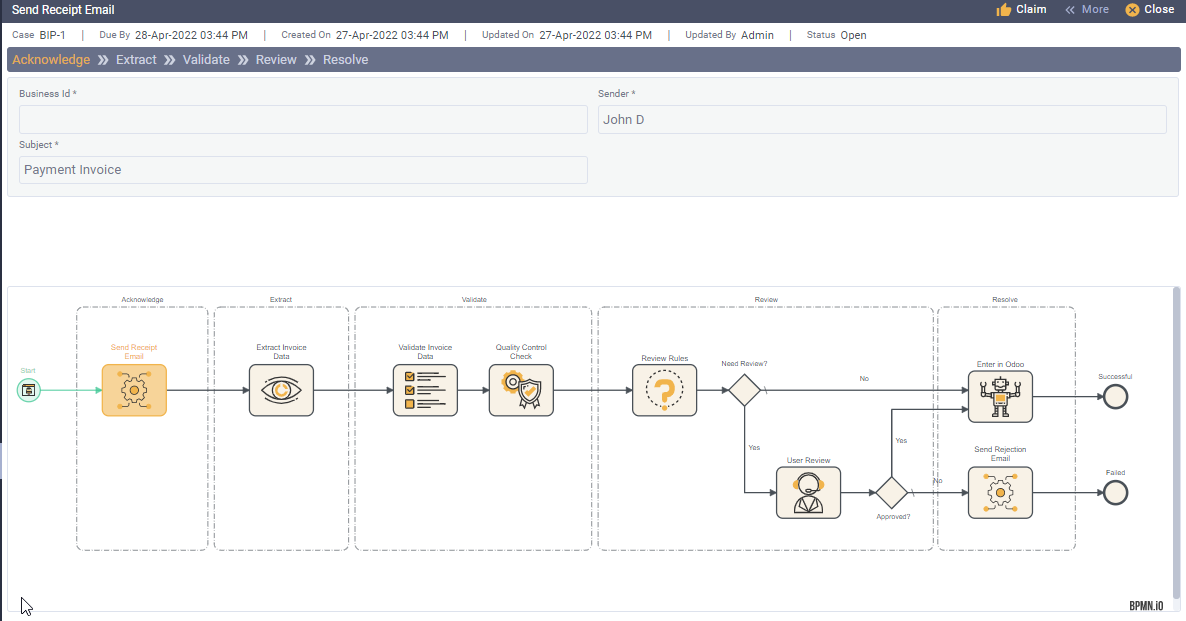 Send Receipt Email
Claim
More
Close
Case BIP-1 | Due By 28-Apr-2022 03:44 PM | Created On 27-Apr-2022 03:44 PM | Updated On 27-Apr-2022 03:44 PM | Updated By Admin | Status Open
Acknowledge » Extract » Validate » Review » Resolve
Business Id *
Sender *
John D
Subject *
Payment Invoice
Acknowledge
Extract
Validate
Review
Resolve
Start
Send Receipt
Email
Extract Invoice
Data
Validate Invoice
Data
Quality Control
Check
Review Rules
Need Review?
No
Enter in Odoo
Successful
Yes
User Review
Yes
Approved?
No
Send Rejection
Email
Failed
BPMN.iO